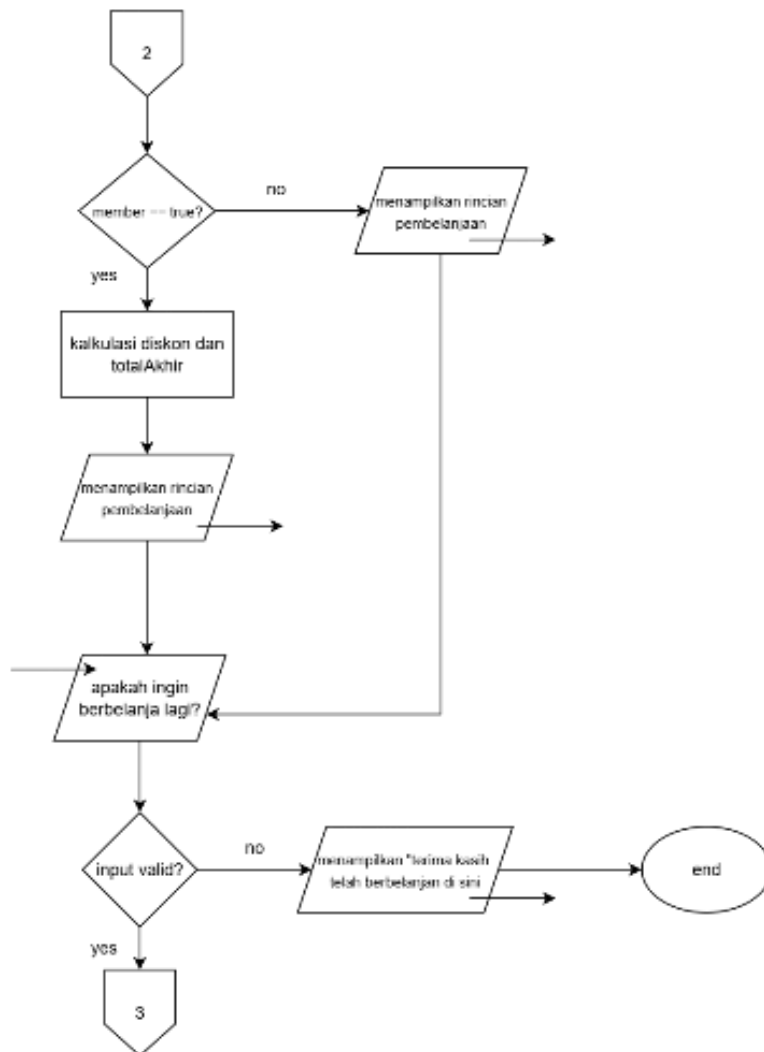 2
member == true?
no
menampilkan rincian
pembelanjaan
yes
kalkulasi diskon dan
totalAkhir
menampilkan rincian
pembelanjaan
apakah ingin
berbelanja lagi?
input valid?
no
menampilkan "terima kasih
telah berbelanjan di sini
end
yes
3